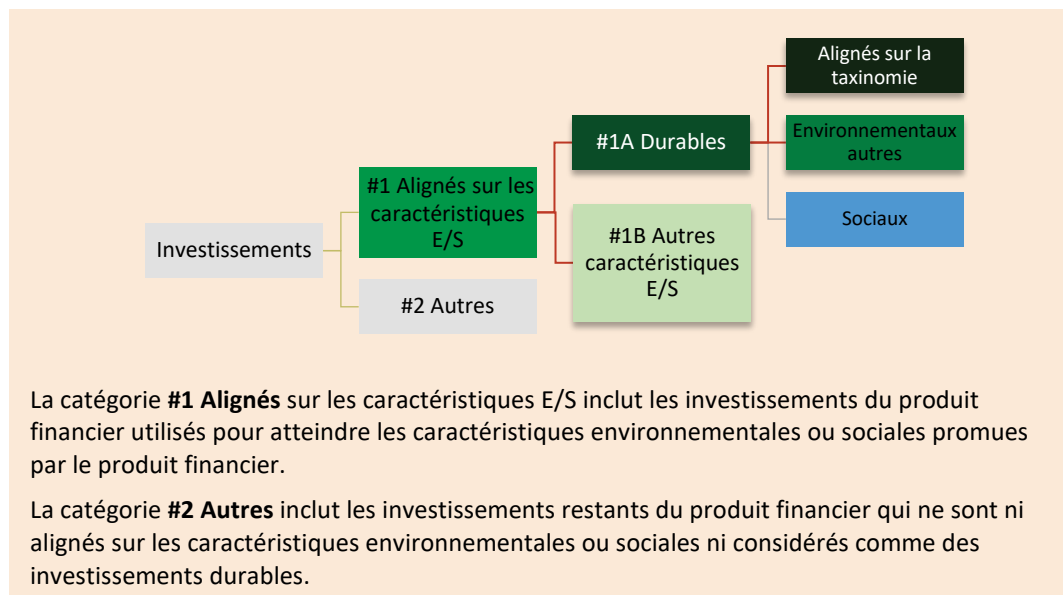 Alignés sur la
taxinomie
#1A Durables
Environnementaux
autres
#1 Alignés sur les
caractéristiques
E/S
Sociaux
#1B Autres
caractéristiques
E/S
Investissements
#2 Autres
La catégorie #1 Alignés sur les caractéristiques E/S inclut les investissements du produit
financier utilisés pour atteindre les caractéristiques environnementales ou sociales promues
par le produit financier.
La catégorie #2 Autres inclut les investissements restants du produit financier qui ne sont ni
alignés sur les caractéristiques environnementales ou sociales ni considérés comme des
investissements durables.